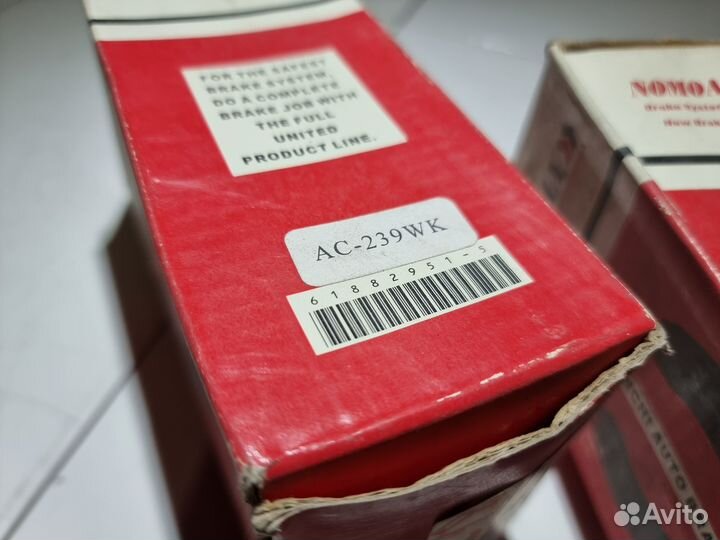 FOR THE SAFEST
BRAKE SYSTEM,
DO A COMPLETE
BRAKE JOB WITH
THE FULL
UNITED
PRODUCT LINE.
AC-239WK
61882951-5
NOMOA
AUTO
Avito